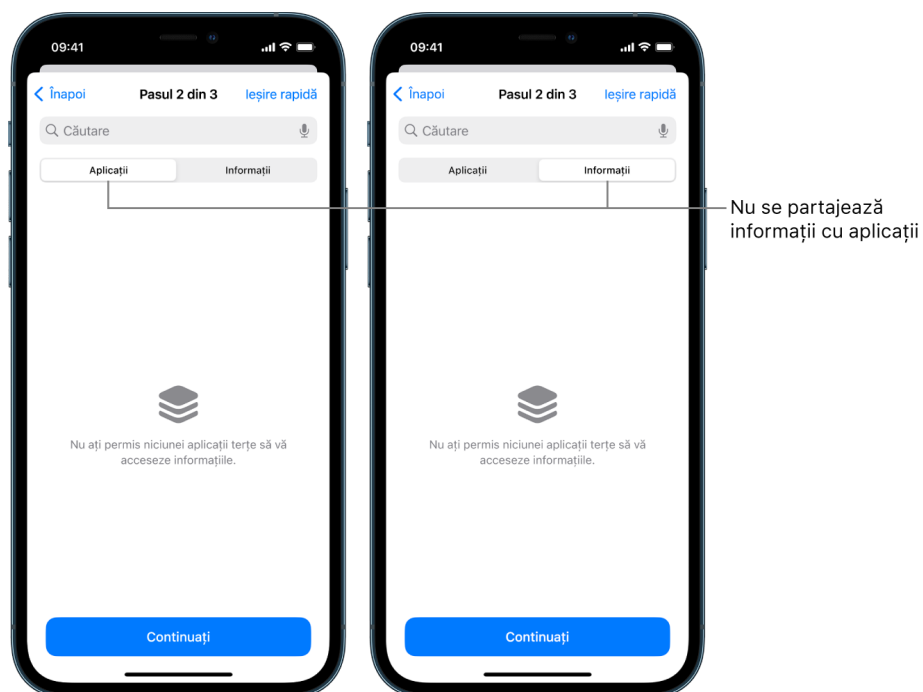 09:41
Înapoi Pasul 2 din 3 Ieșire rapidă
Căutare
Aplicații Informații
Nu ați permis niciunei aplicații terțe să vă
acceseze informațiile.
Continuați
09:41
Înapoi Pasul 2 din 3 Ieșire rapidă
Căutare
Aplicații Informații
Nu ați permis niciunei aplicații terțe să vă
acceseze informațiile.
Continuați
Nu se partajează
informații cu aplicații